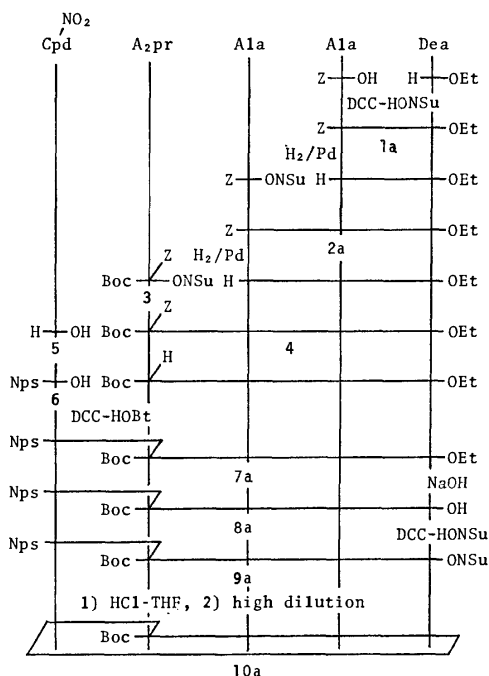 NO2
Cpd A2pr Ala Ala Dea
Z OH H OEt
DCC-HONSu
Z OEt
1a
H2/Pd
Z ONSu H OEt
Z OEt
2a
Z H2/Pd
Boc ONSu H OEt
3
Z
H OH Boc OEt
5 4
H
Nps OH Boc OEt
6
DCC-HOBt
Nps
Boc OEt
7a
NaOH
Nps
Boc OH
8a
DCC-HONSu
Nps
Boc ONSu
9a
1) HCl-THF, 2) high dilution
Boc
10a